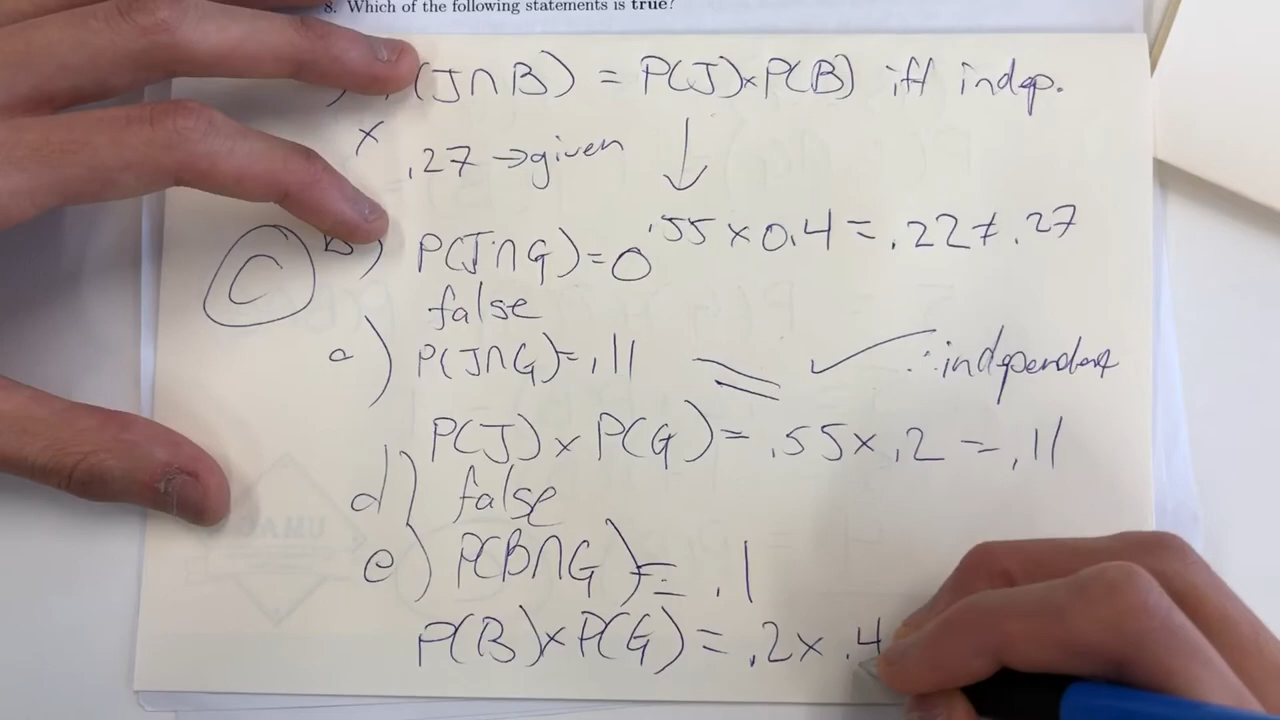 8. Which of the following statements is true?
(J∩B) = P(J)×P(B) iff indep.
× .27 → given
.55 × 0.4 = .22 ≠ .27
C B) P(J∩G) = 0
false
c) P(J∩G) = .11 = ✓ ∴ independent
P(J) × P(G) = .55 × .2 = .11
d) false
e) P(B∩G) = .1
P(B) × P(G) = .2 × .4